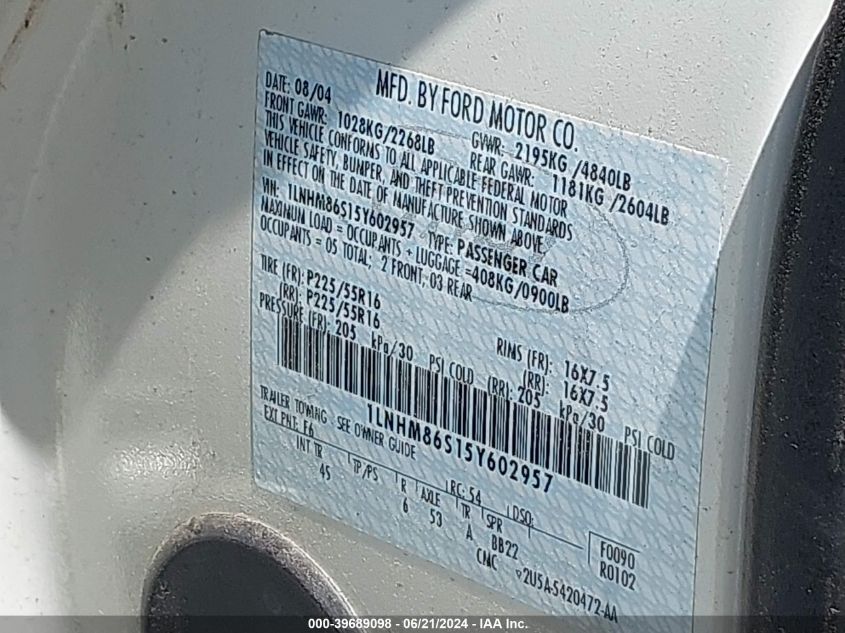 MFD. BY FORD MOTOR CO.
DATE: 08/04 GVWR: 2195KG /4840LB
FRONT GAWR: 1028KG/2268LB REAR GAWR: 1181KG /2604LB
THIS VEHICLE CONFORMS TO ALL APPLICABLE FEDERAL MOTOR
VEHICLE SAFETY, BUMPER, AND THEFT PREVENTION STANDARDS
IN EFFECT ON THE DATE OF MANUFACTURE SHOWN ABOVE.
VIN: 1LNHM86S15Y602957 TYPE: PASSENGER CAR
MAXIMUM LOAD = OCCUPANTS + LUGGAGE =408KG/0900LB
OCCUPANTS = 05 TOTAL; 2 FRONT; 03 REAR
TIRE (FR): P225/55R16 RIMS (FR): 16X7.5
(RR): P225/55R16 (RR): 16X7.5
PRESSURE (FR): 205 kPa/30 PSI COLD (RR): 205 kPa/30 PSI COLD
1LNHM86S15Y602957
TRAILER TOWING - SEE OWNER GUIDE
EXT PNT: F6 RC: 54 DSO:
INT TR TP/PS R AXLE TR SPR F0090
45 6 53 A BB22 R0102
CMC
2U5A-5420472-AA
000-39689098 - 06/21/2024 - IAA Inc.